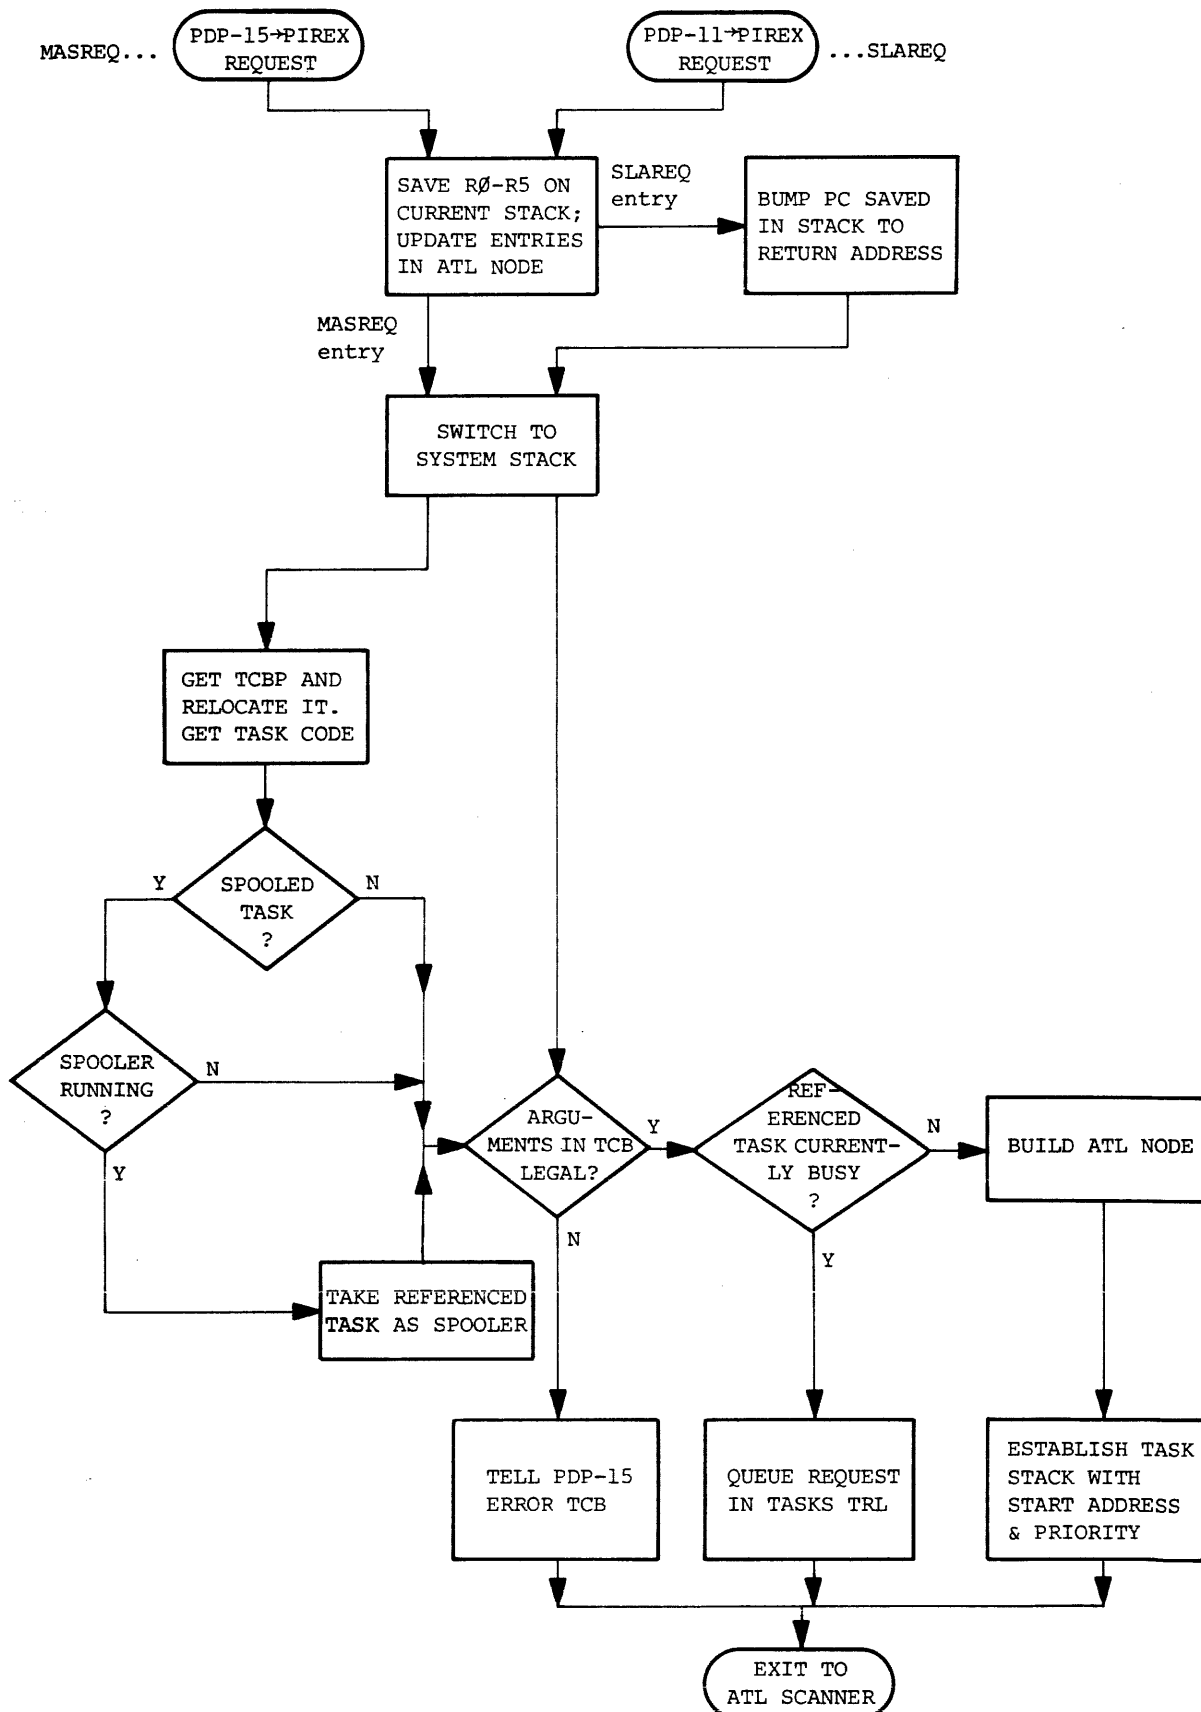 MASREQ...
PDP-15→PIREX
REQUEST
PDP-11→PIREX
REQUEST
...SLAREQ
SAVE RØ-R5 ON
CURRENT STACK;
UPDATE ENTRIES
IN ATL NODE
SLAREQ
entry
BUMP PC SAVED
IN STACK TO
RETURN ADDRESS
MASREQ
entry
SWITCH TO
SYSTEM STACK
GET TCBP AND
RELOCATE IT.
GET TASK CODE
Y
SPOOLED
TASK
?
N
SPOOLER
RUNNING
?
N
Y
ARGU-
MENTS IN TCB
LEGAL?
Y
N
REF-
ERENCED
TASK CURRENT-
LY BUSY
?
N
Y
BUILD ATL NODE
TAKE REFERENCED
TASK AS SPOOLER
TELL PDP-15
ERROR TCB
QUEUE REQUEST
IN TASKS TRL
ESTABLISH TASK
STACK WITH
START ADDRESS
& PRIORITY
EXIT TO
ATL SCANNER